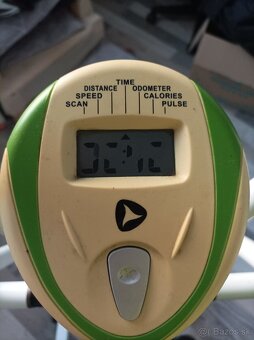 TIME
DISTANCE ODOMETER
SPEED CALORIES
SCAN PULSE